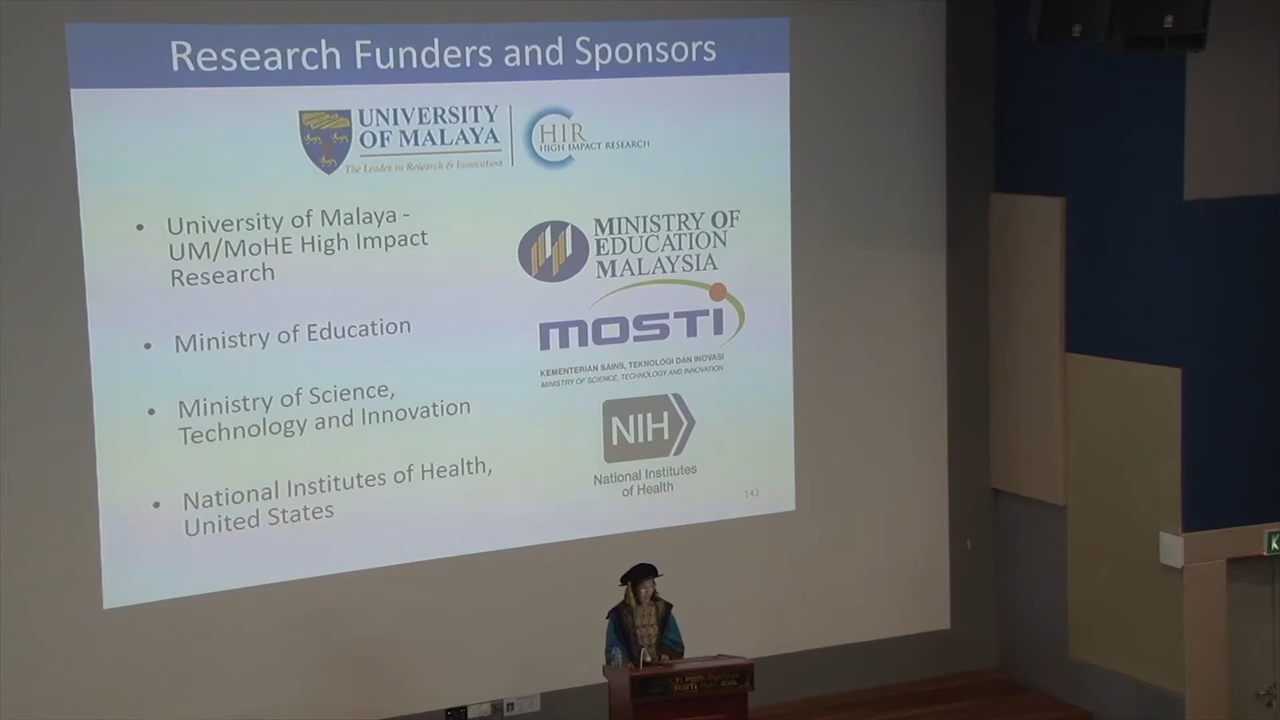 Research Funders and Sponsors
UNIVERSITY
OF MALAYA
The Leader in Research & Innovation
HIR
HIGH IMPACT RESEARCH
• University of Malaya -
UM/MoHE High Impact
Research
• Ministry of Education
• Ministry of Science,
Technology and Innovation
• National Institutes of Health,
United States
MINISTRY OF
EDUCATION
MALAYSIA
MOSTI
KEMENTERIAN SAINS, TEKNOLOGI DAN INOVASI
MINISTRY OF SCIENCE, TECHNOLOGY AND INNOVATION
NIH
National Institutes
of Health
142
K